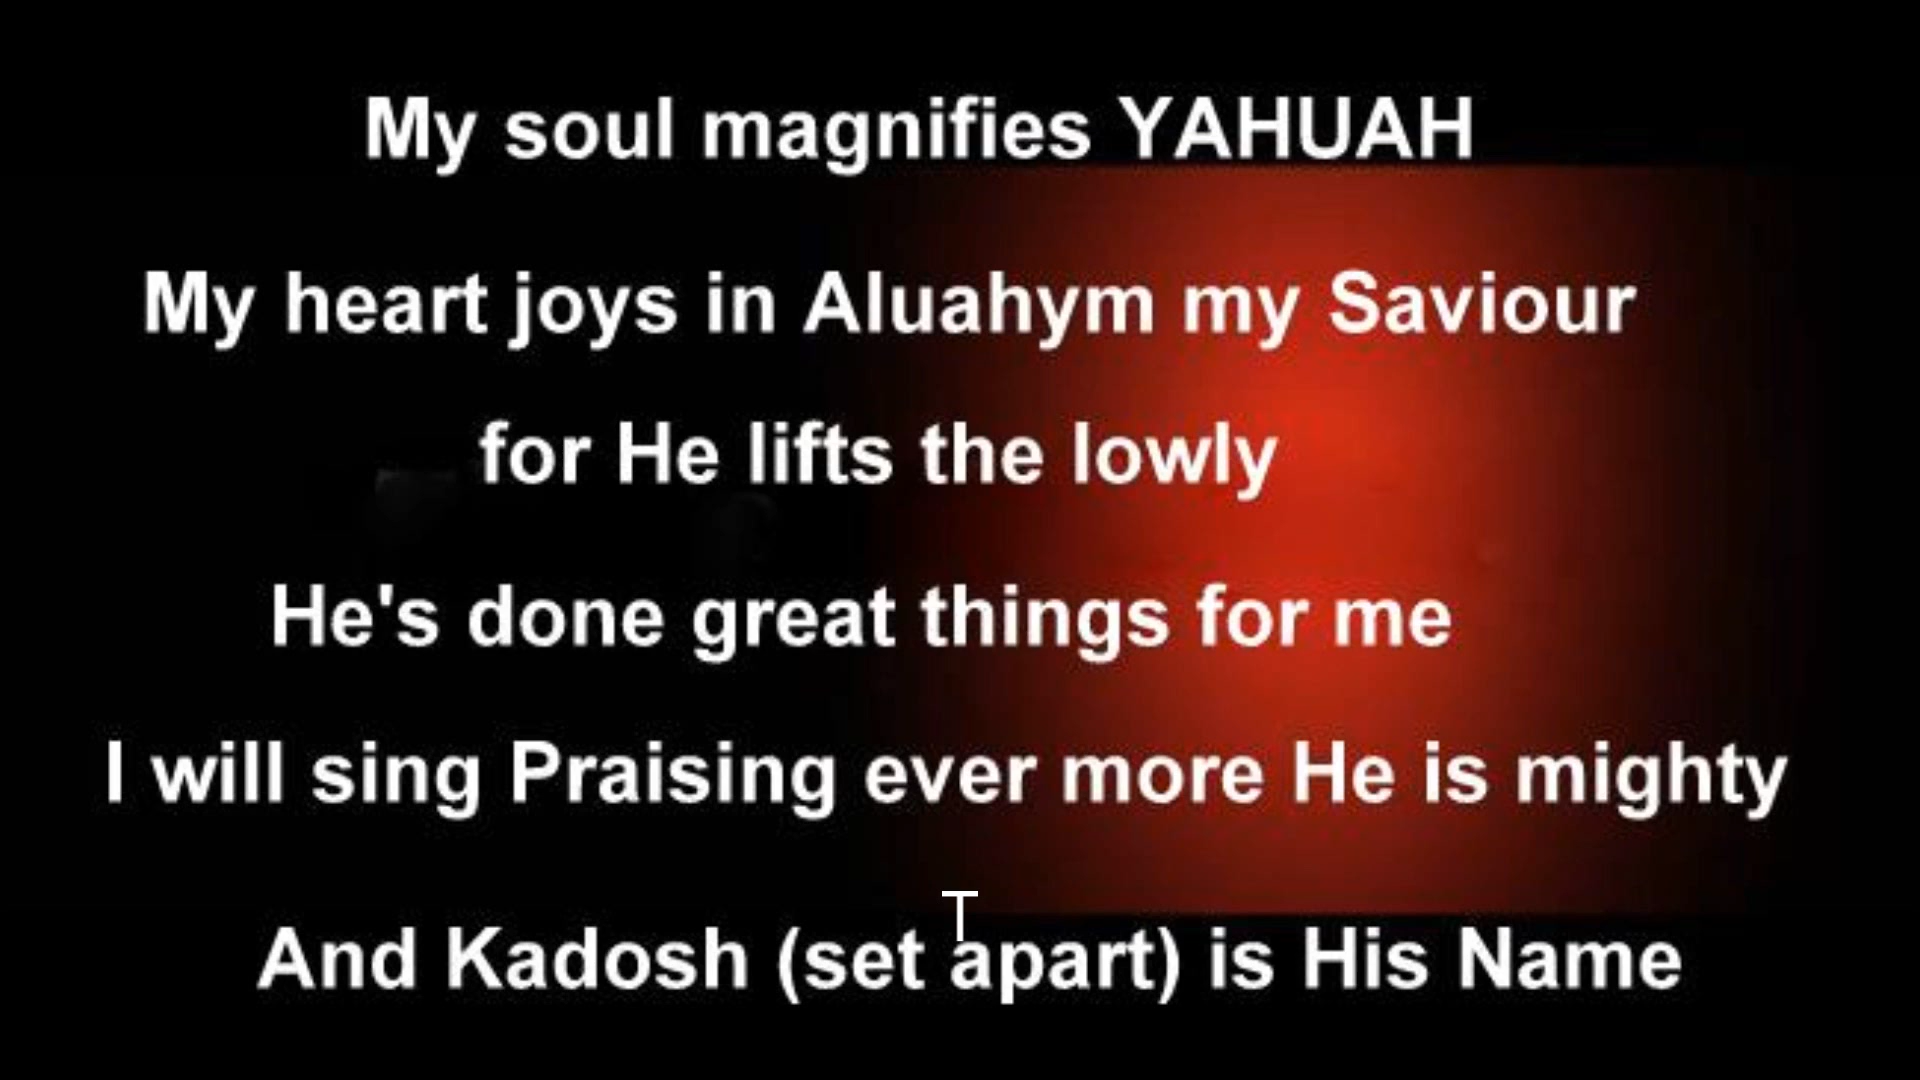 My soul magnifies YAHUAH
My heart joys in Aluahym my Saviour
for He lifts the lowly
He's done great things for me
I will sing Praising ever more He is mighty
And Kadosh (set apart) is His Name